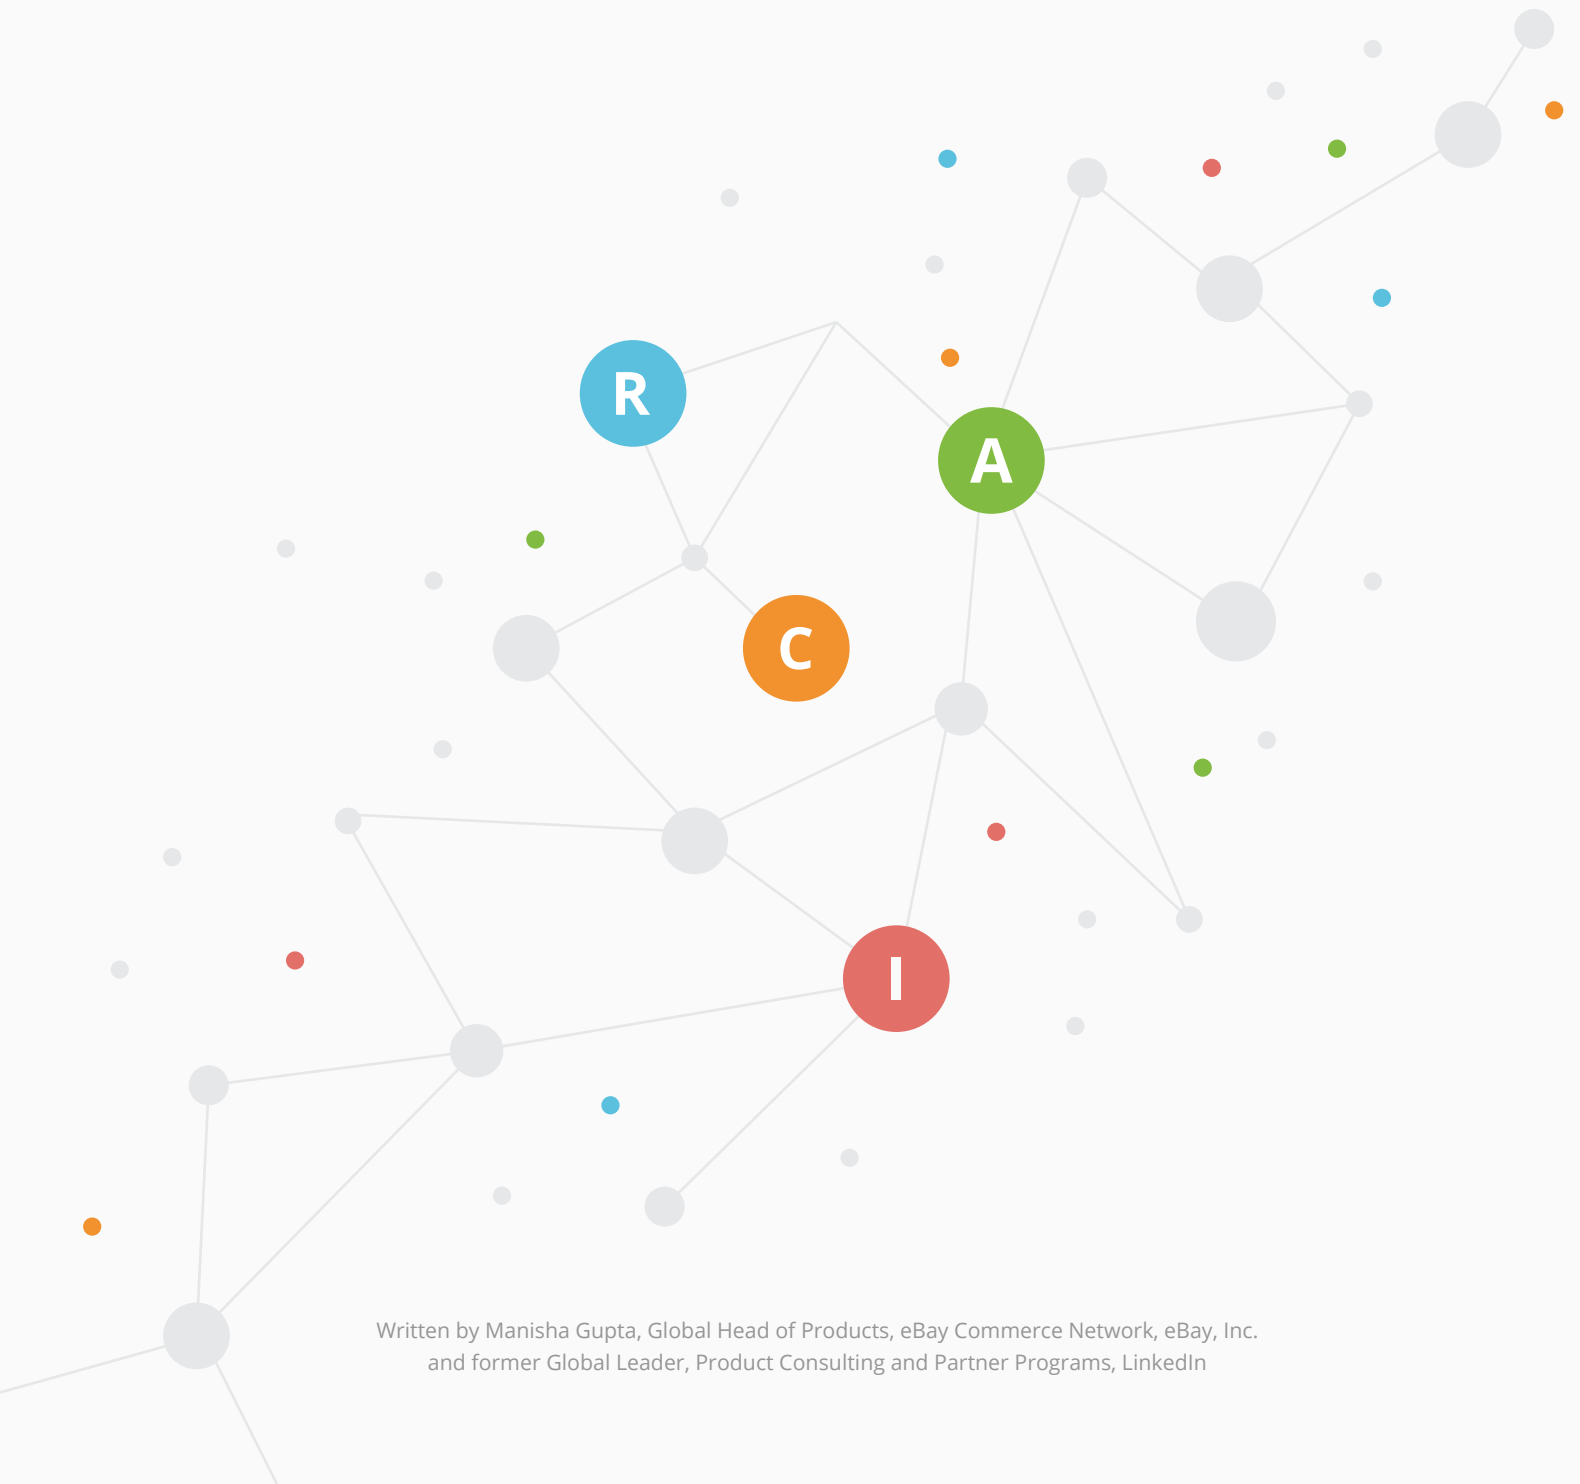 R
A
C
I
Written by Manisha Gupta, Global Head of Products, eBay Commerce Network, eBay, Inc.
and former Global Leader, Product Consulting and Partner Programs, LinkedIn